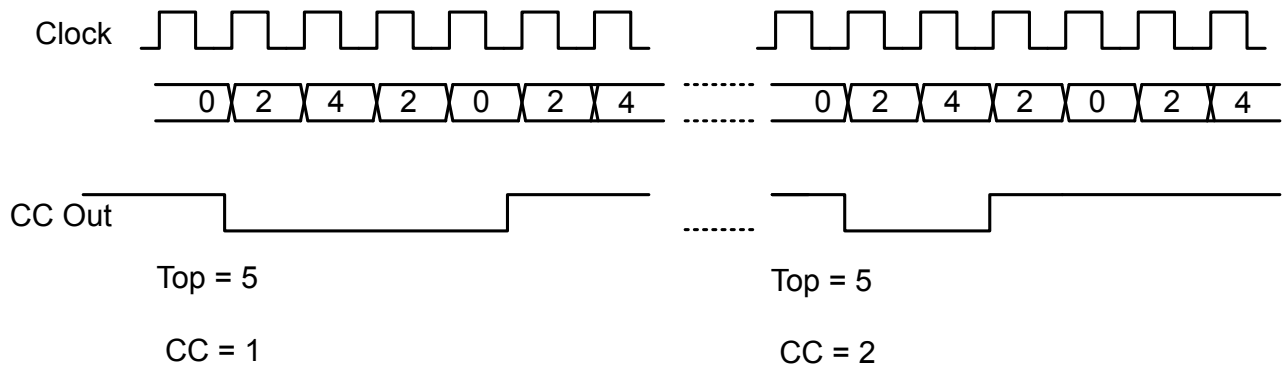 Clock
0 2 4 2 0 2 4 0 2 4 2 0 2 4
CC Out
Top = 5 Top = 5
CC = 1 CC = 2